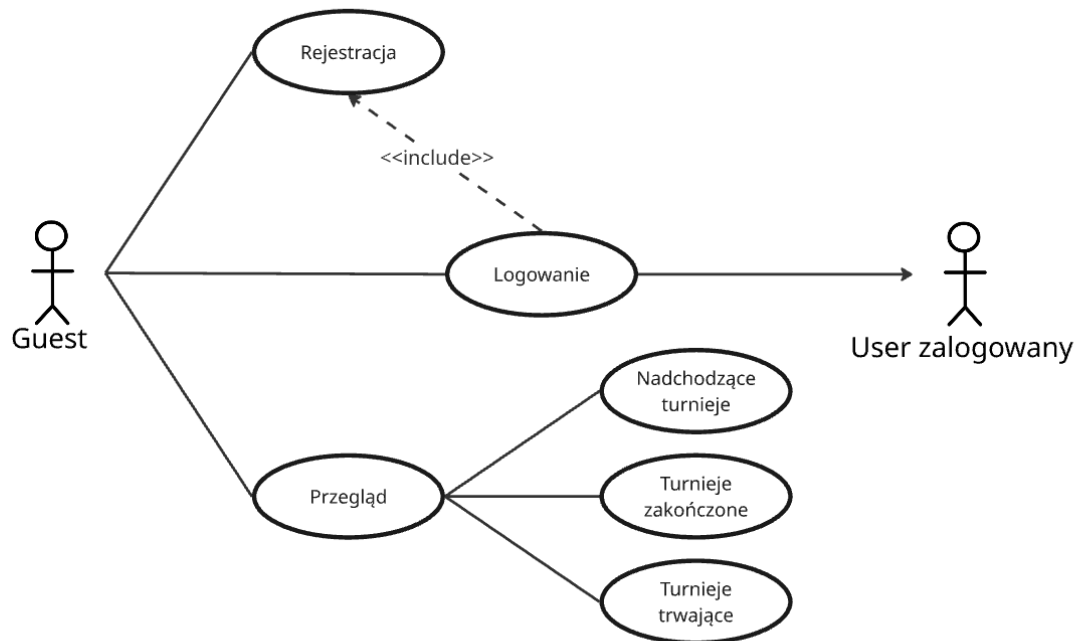 Rejestracja
<<include>>
Logowanie
Guest
User zalogowany
Nadchodzące
turnieje
Przegląd
Turnieje
zakończone
Turnieje
trwające